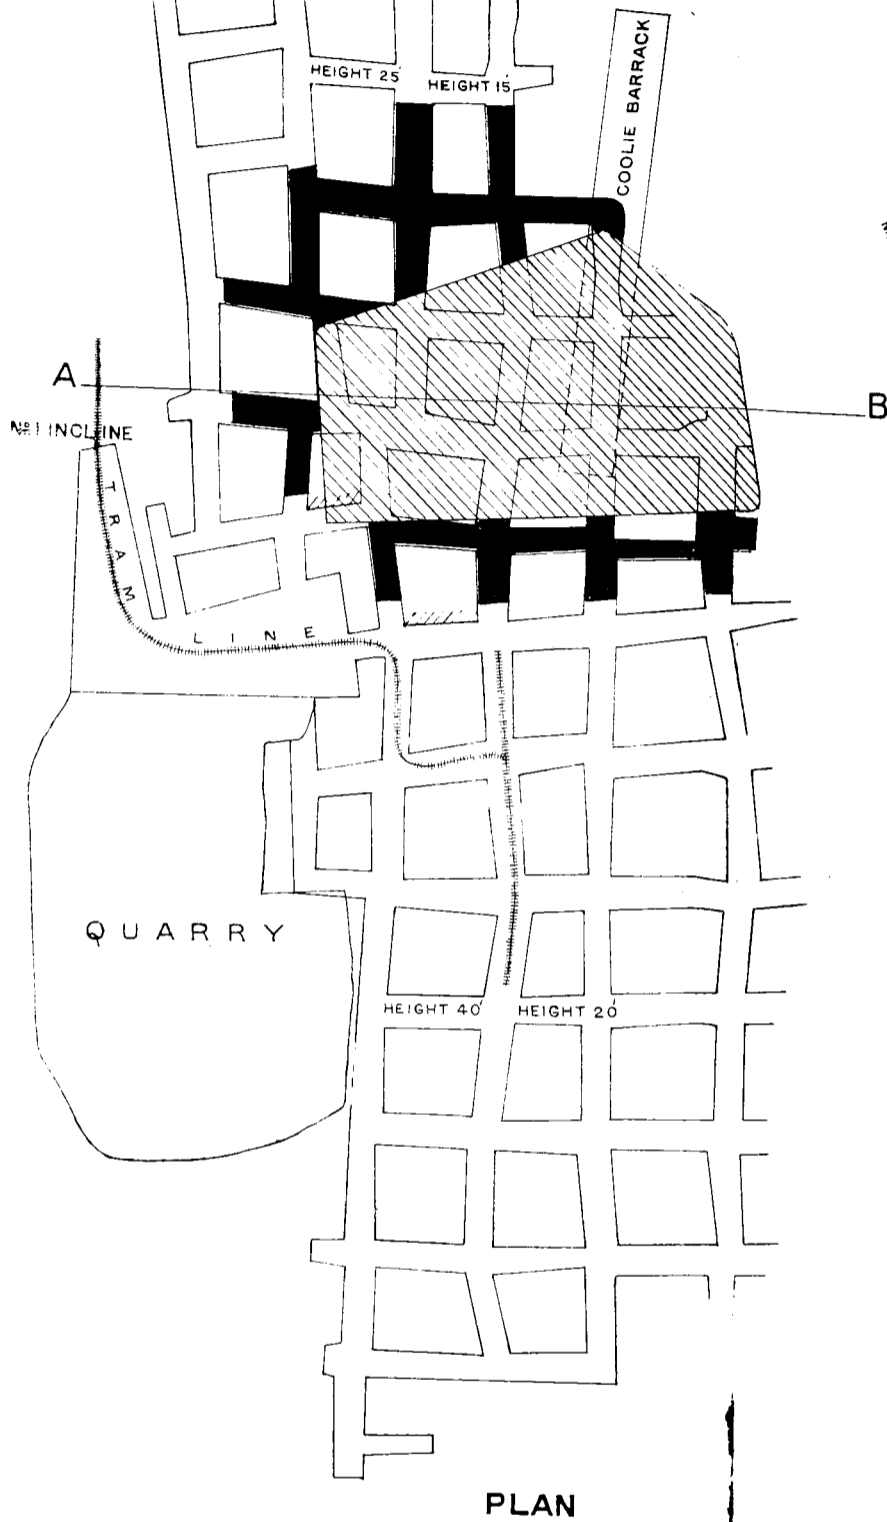 HEIGHT 25'
HEIGHT 15'
COOLIE BARRACK
A
B
No 1 INCLINE
TRAM
LINE
QUARRY
HEIGHT 40'
HEIGHT 20'
PLAN